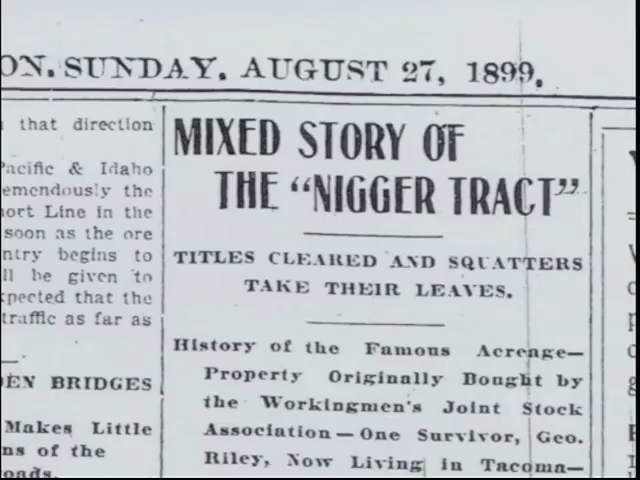 ON, SUNDAY, AUGUST 27, 1899.
that direction
Pacific & Idaho
emendously the
hort Line in the
soon as the ore
ntry begins to
ll be given to
xpected that the
traffic as far as
DEN BRIDGES
Makes Little
ns of the
oads.
MIXED STORY OF
THE "NIGGER TRACT"
TITLES CLEARED AND SQUATTERS
TAKE THEIR LEAVES.
History of the Famous Acreage—
Property Originally Bought by
the Workingmen's Joint Stock
Association—One Survivor, Geo.
Riley, Now Living in Tacoma—